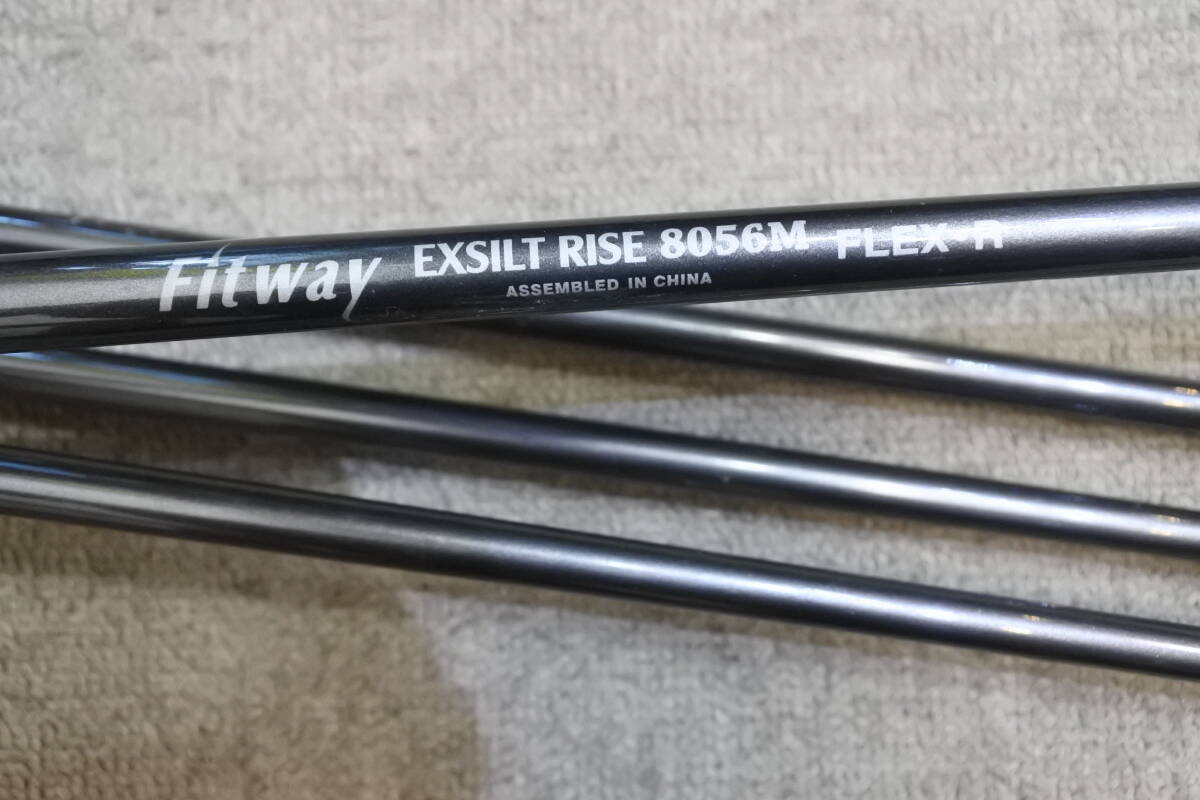 Fitway EXSILT RISE 8056M FLEX R
ASSEMBLED IN CHINA